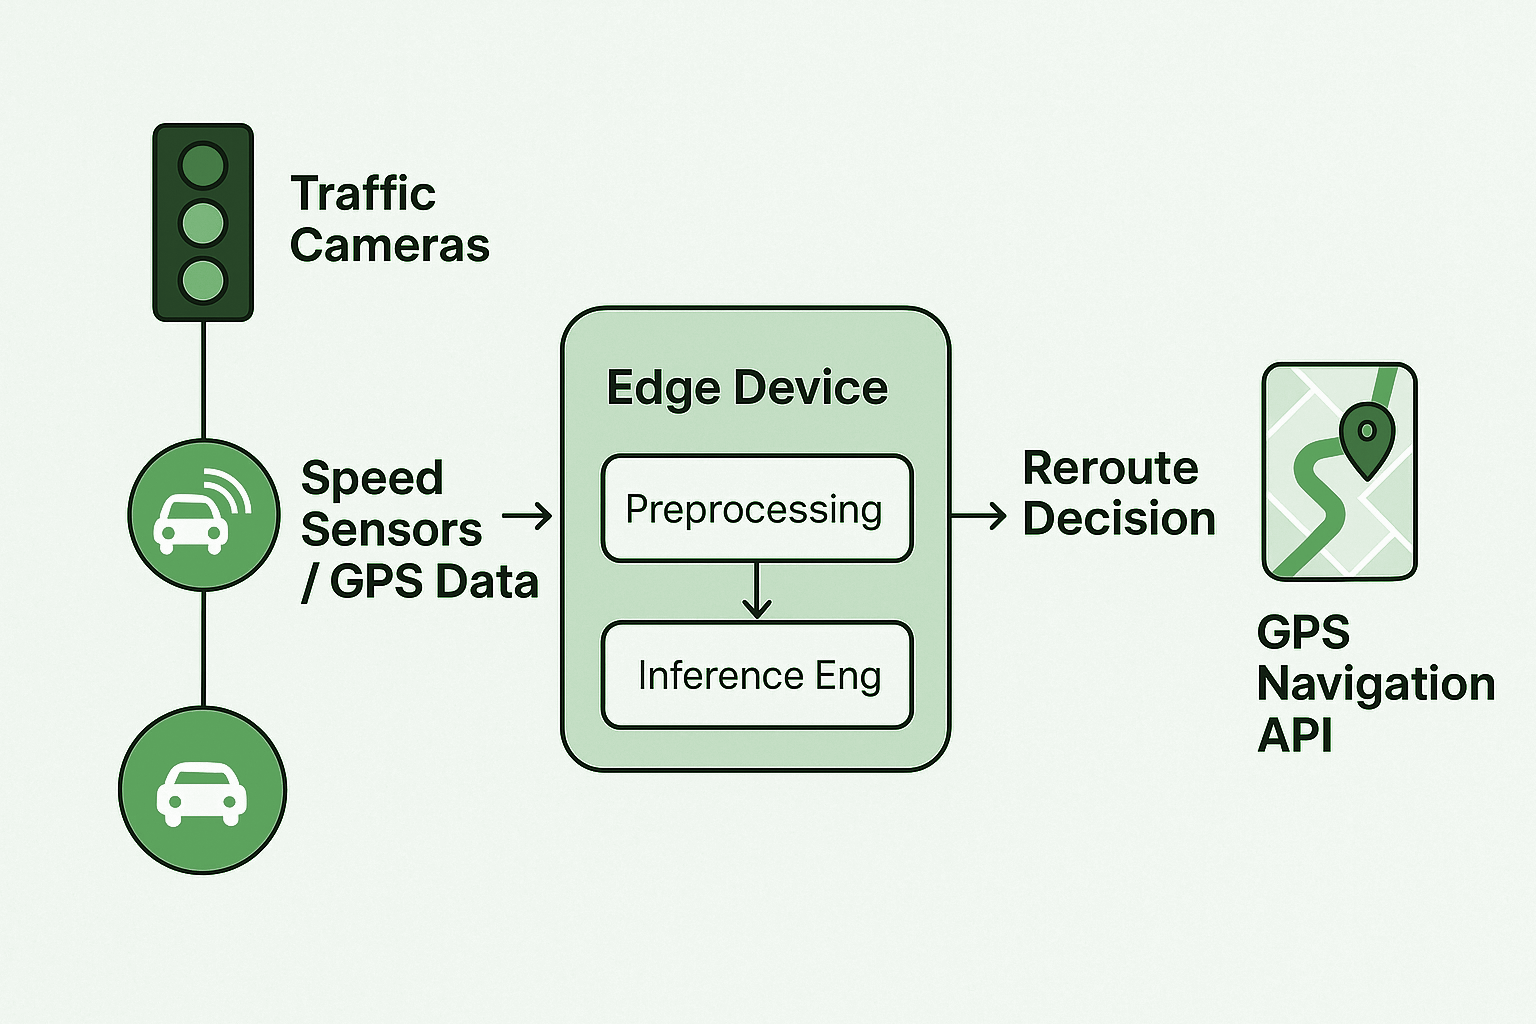 Traffic
Cameras
Speed
Sensors
/ GPS Data
Edge Device
Preprocessing
Inference Eng
Reroute
Decision
GPS
Navigation
API